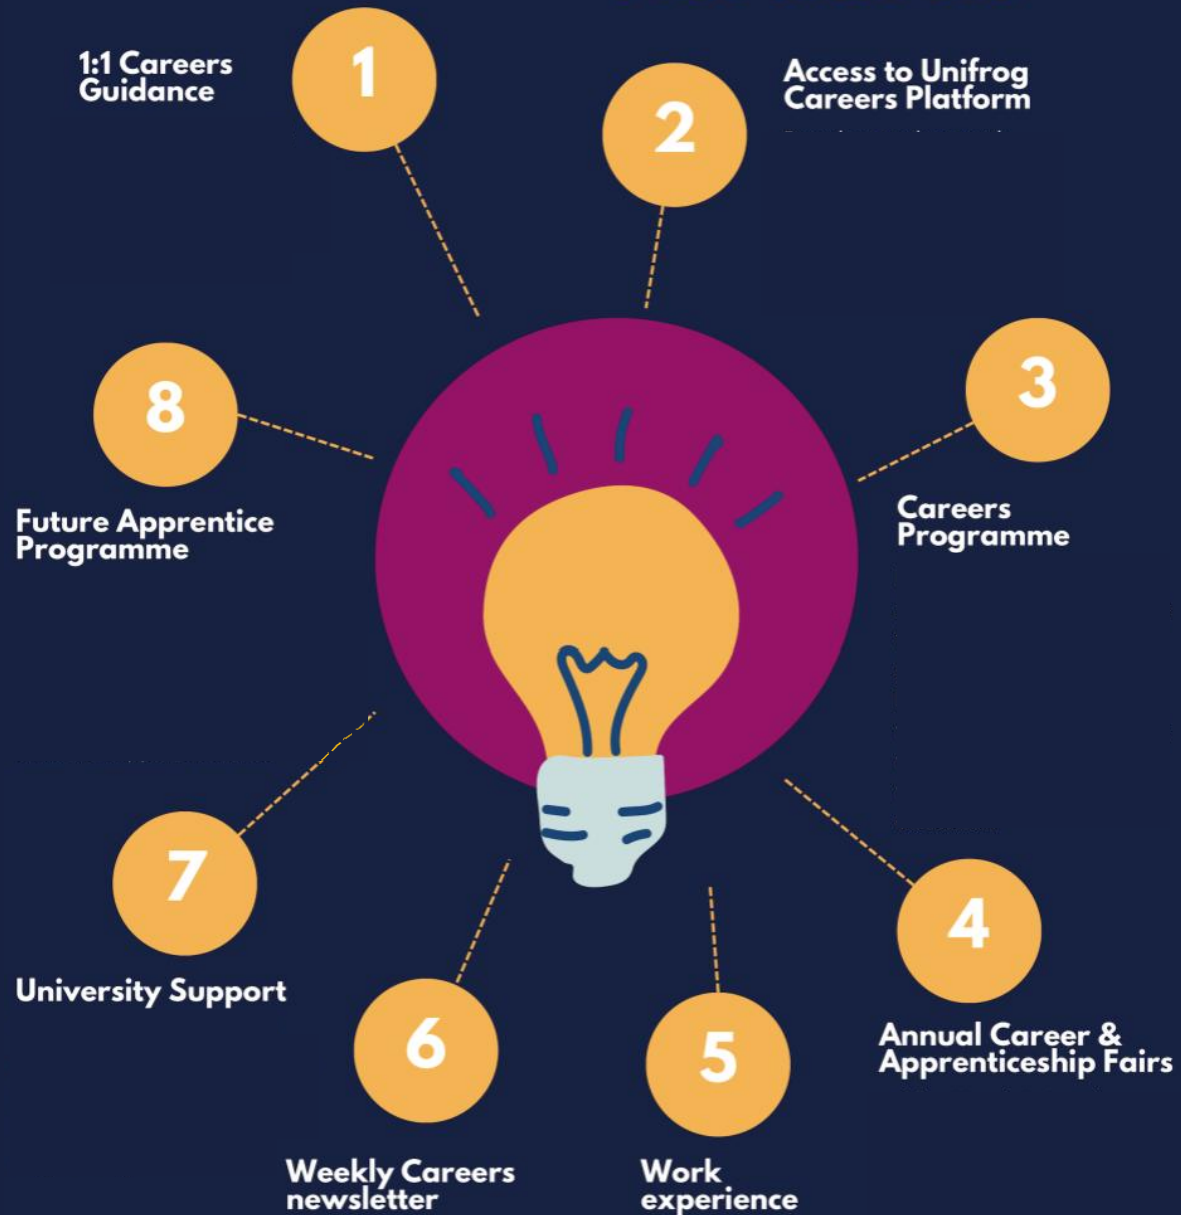 1
1:1 Careers
Guidance
2
Access to Unifrog
Careers Platform
3
Careers
Programme
4
Annual Career &
Apprenticeship Fairs
5
Work
experience
6
Weekly Careers
newsletter
7
University Support
8
Future Apprentice
Programme